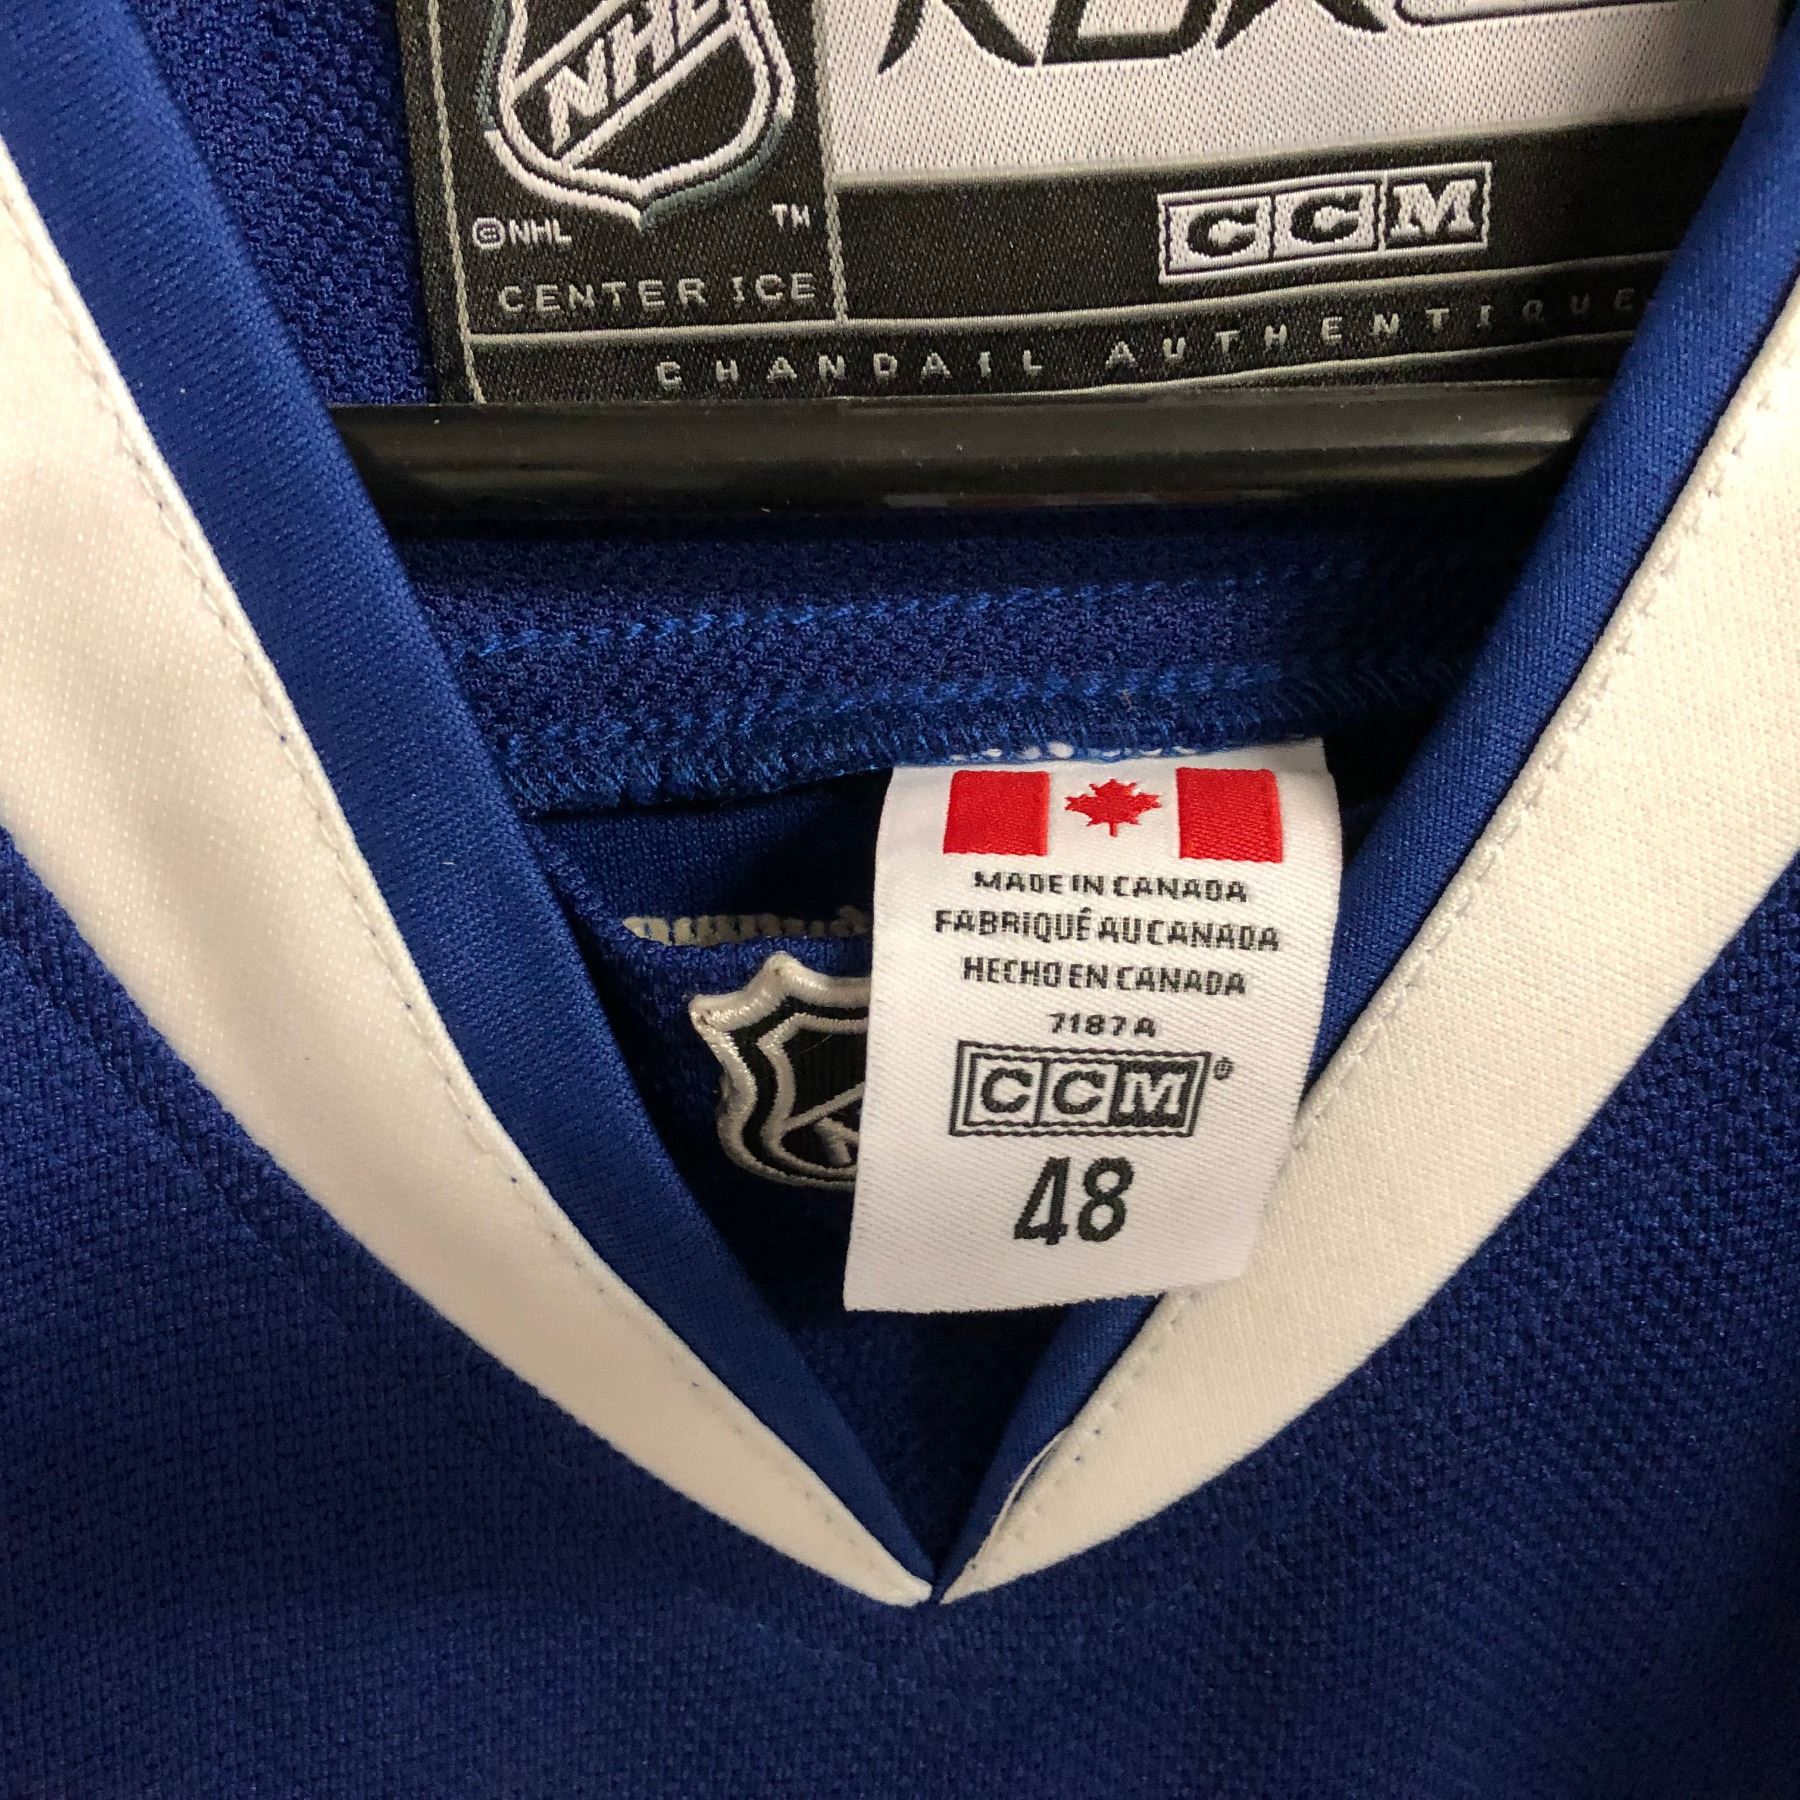 NHL
©NHL
TM
CENTER ICE
CCM
CHANDAIL AUTHENTIQUE
MADE IN CANADA
FABRIQUÉ AU CANADA
HECHO EN CANADA
7187A
CCM®
48